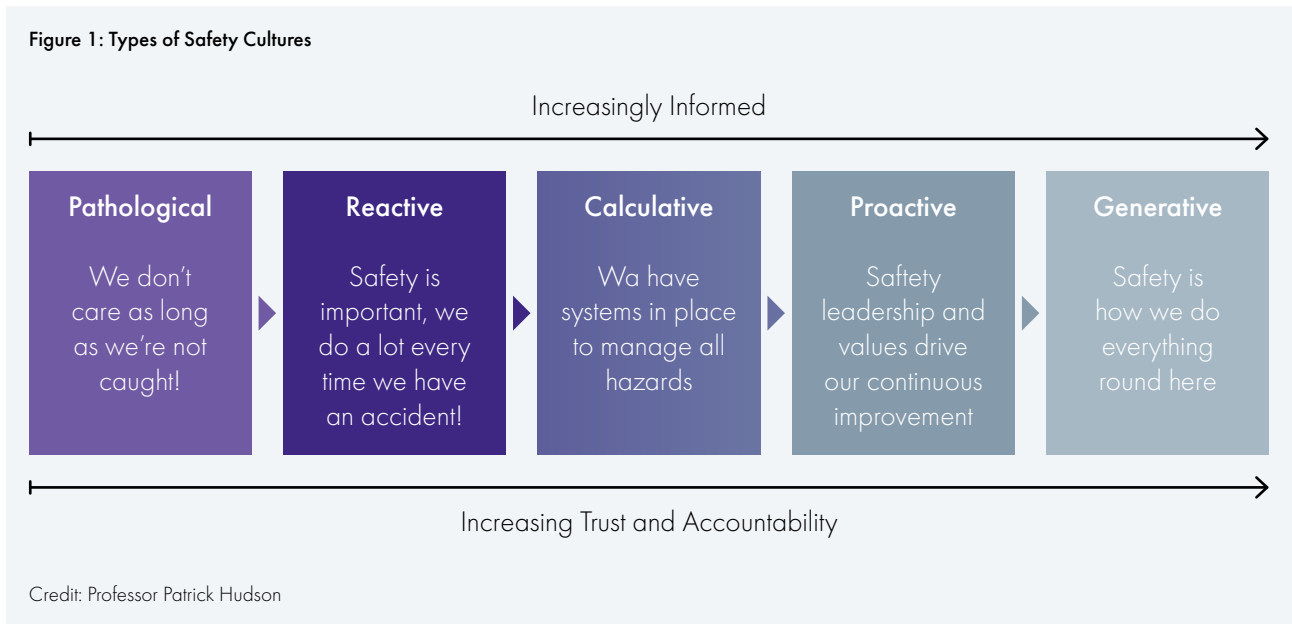 Figure 1: Types of Safety Cultures
Increasingly Informed
Pathological
We don't
care as long
as we're not
caught!
Reactive
Safety is
important, we
do a lot every
time we have
an accident!
Calculative
Wa have
systems in place
to manage all
hazards
Proactive
Saftety
leadership and
values drive
our continuous
improvement
Generative
Safety is
how we do
everything
round here
Increasing Trust and Accountability
Credit: Professor Patrick Hudson